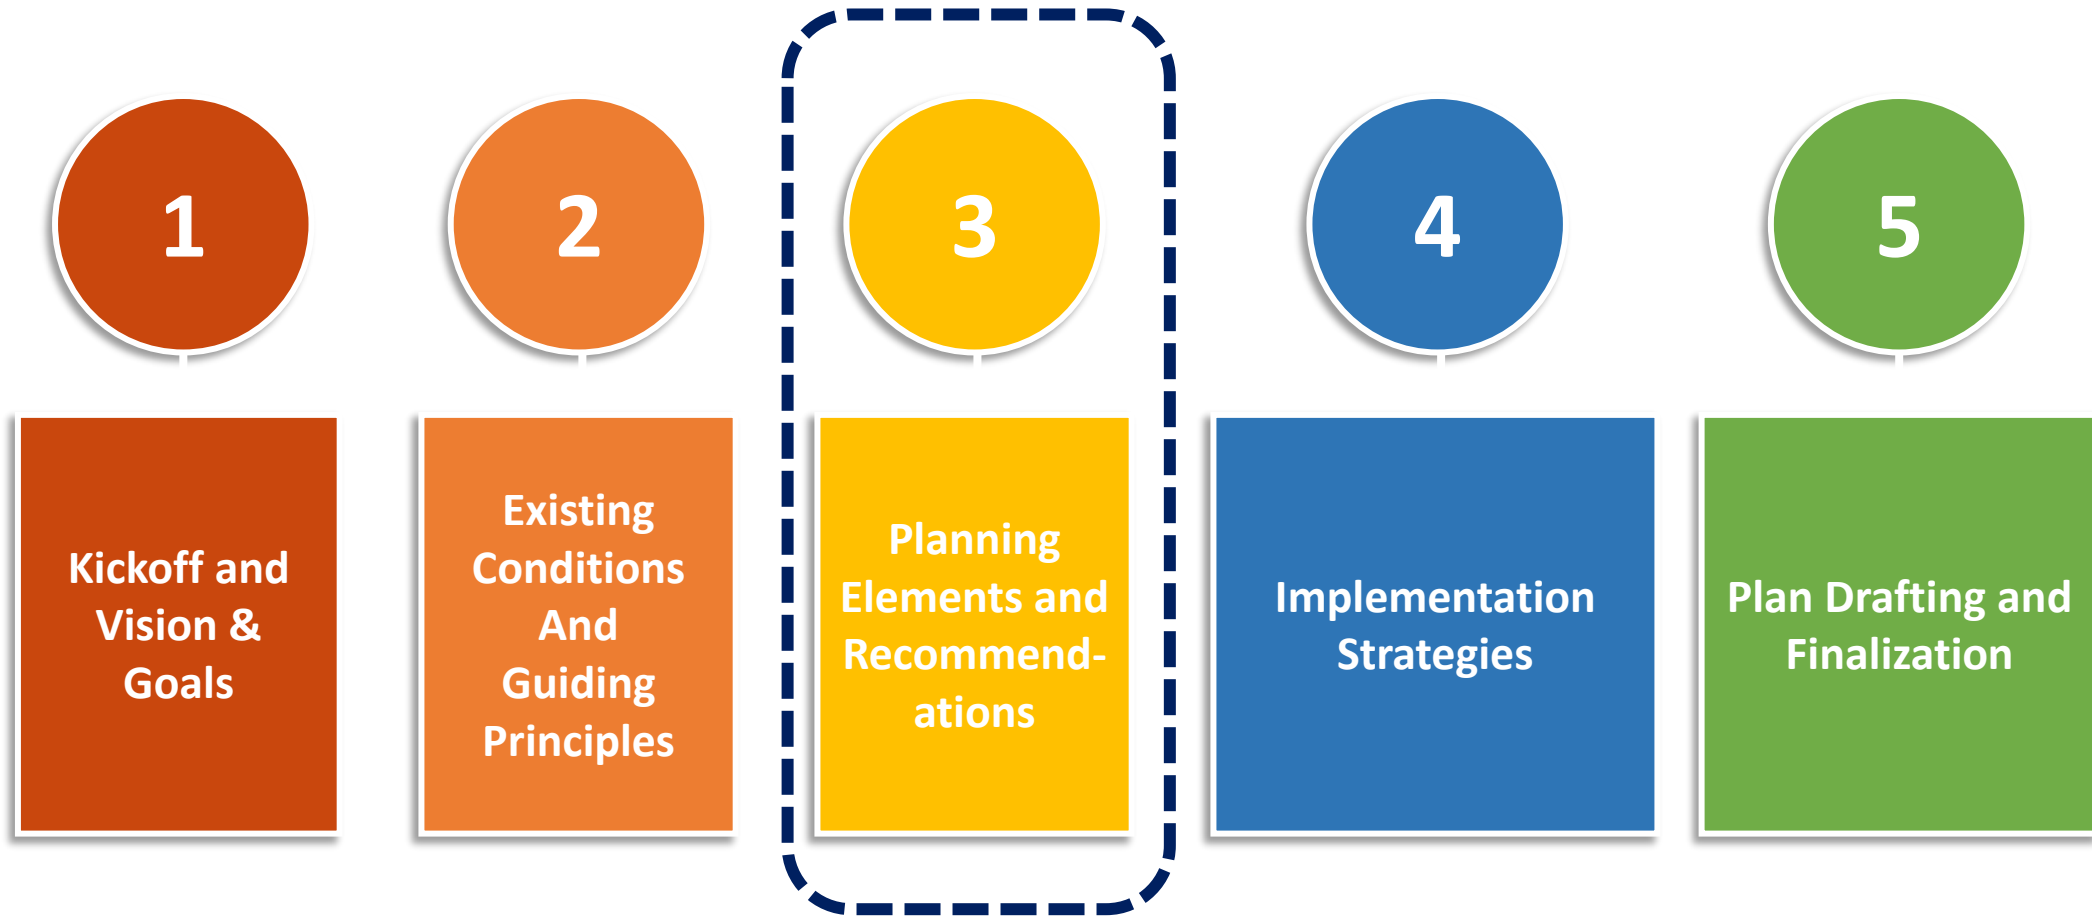 1
2
3
4
5
Kickoff and
Vision &
Goals
Existing
Conditions
And
Guiding
Principles
Planning
Elements and
Recommend-
ations
Implementation
Strategies
Plan Drafting and
Finalization